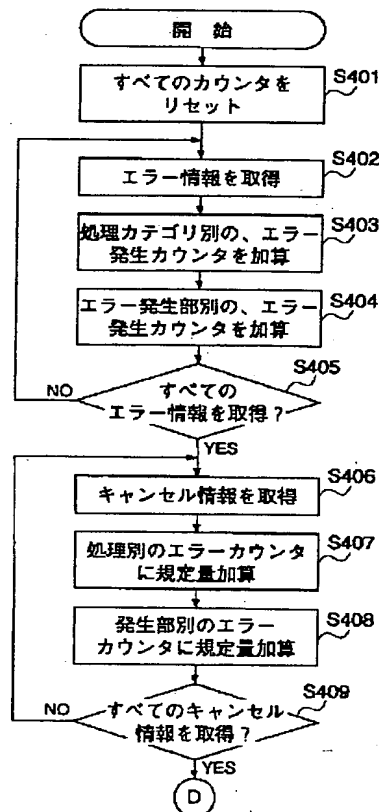 開 始
S401
すべてのカウンタを
リセット
S402
エラー情報を取得
S403
処理カテゴリ別の、エラー
発生カウンタを加算
S404
エラー発生部別の、エラー
発生カウンタを加算
S405
すべての
エラー情報を取得？
NO
YES
S406
キャンセル情報を取得
S407
処理別のエラーカウンタ
に規定量加算
S408
発生部別のエラー
カウンタに規定量加算
S409
すべてのキャンセル
情報を取得？
NO
YES
D